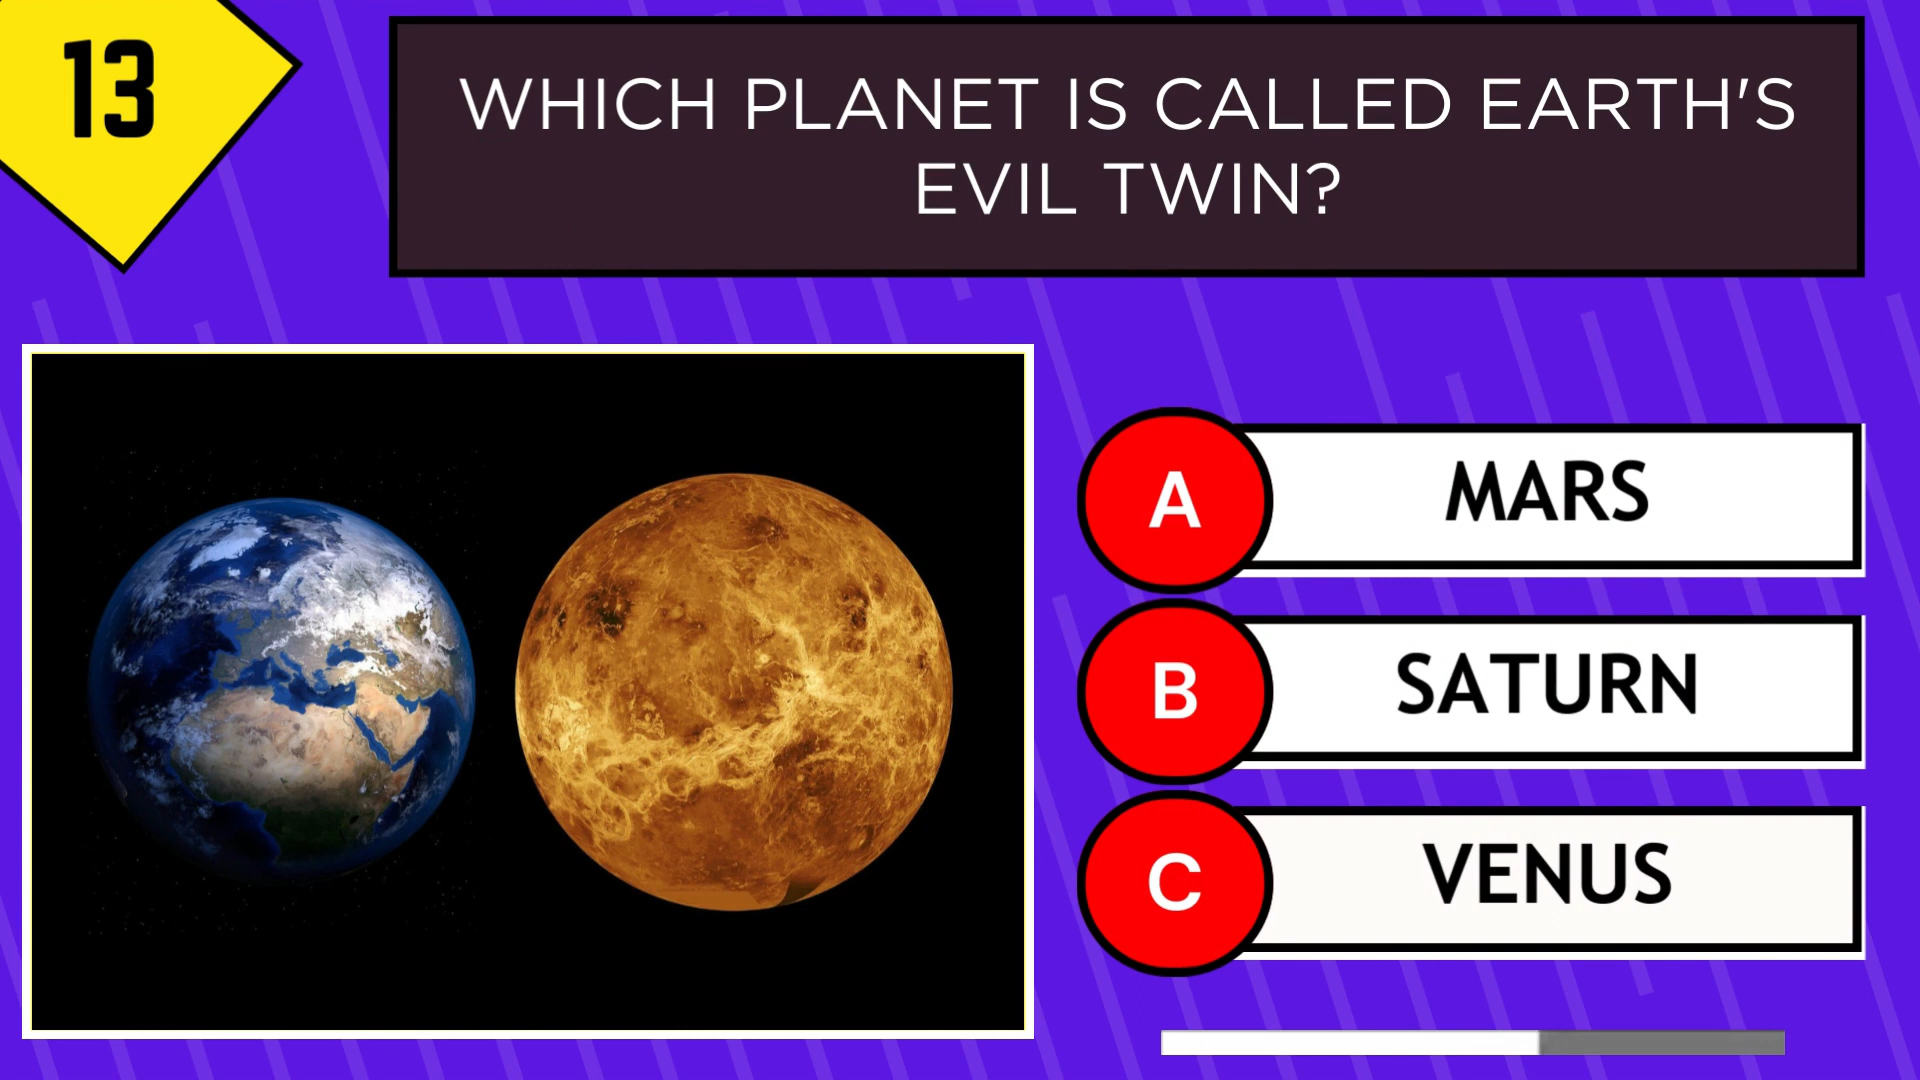 13
WHICH PLANET IS CALLED EARTH'S
EVIL TWIN?
A
MARS
B
SATURN
C
VENUS